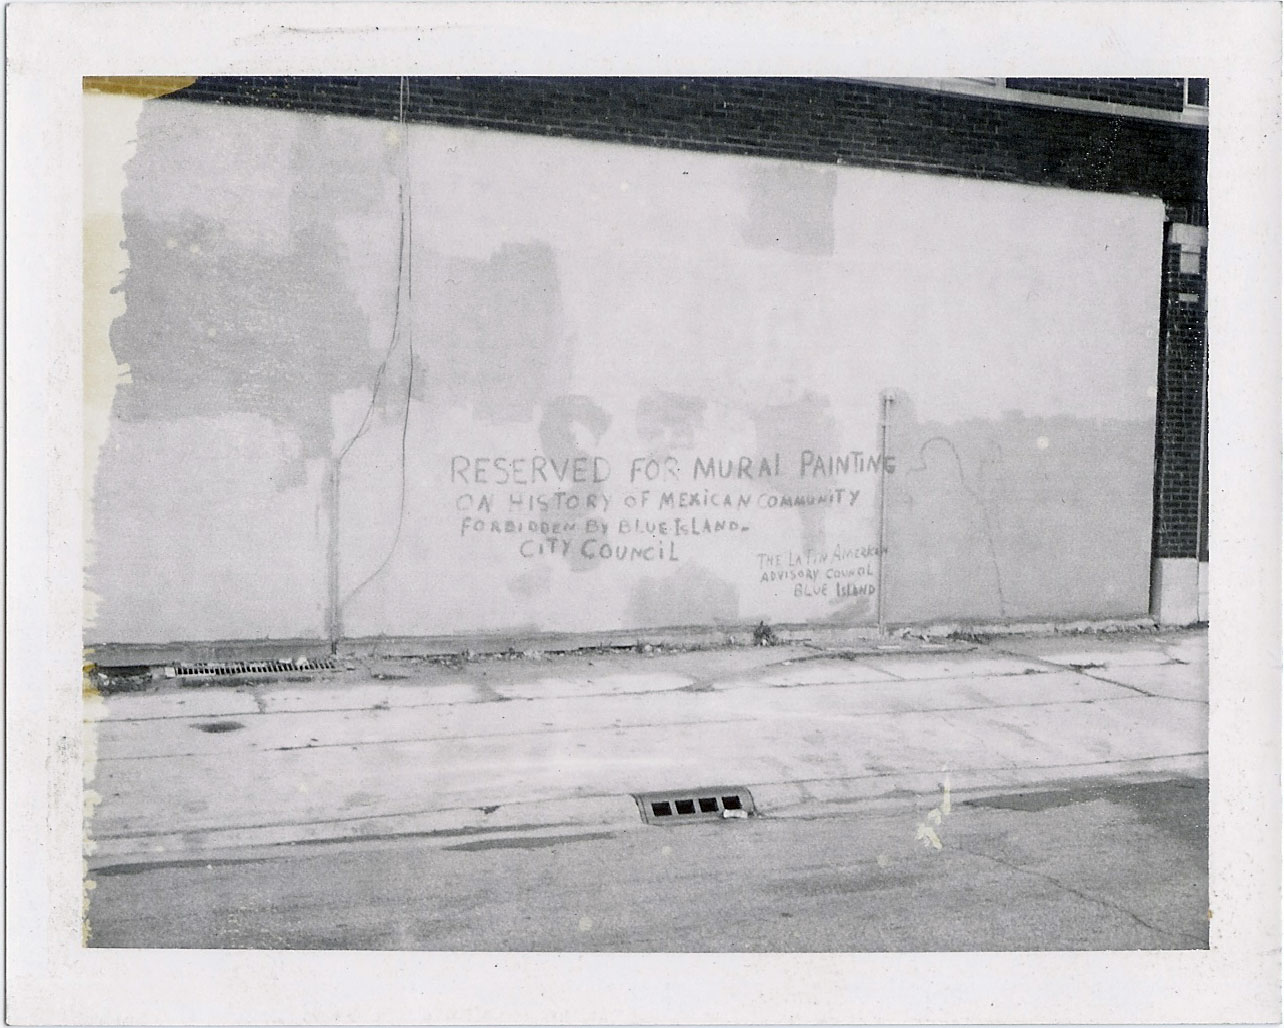 RESERVED FOR MURAL PAINTING
ON HISTORY OF MEXICAN COMMUNITY
FORBIDDEN BY BLUE ISLAND-
CITY COUNCIL
THE LATIN AMERICAN
ADVISORY COUNCIL
BLUE ISLAND